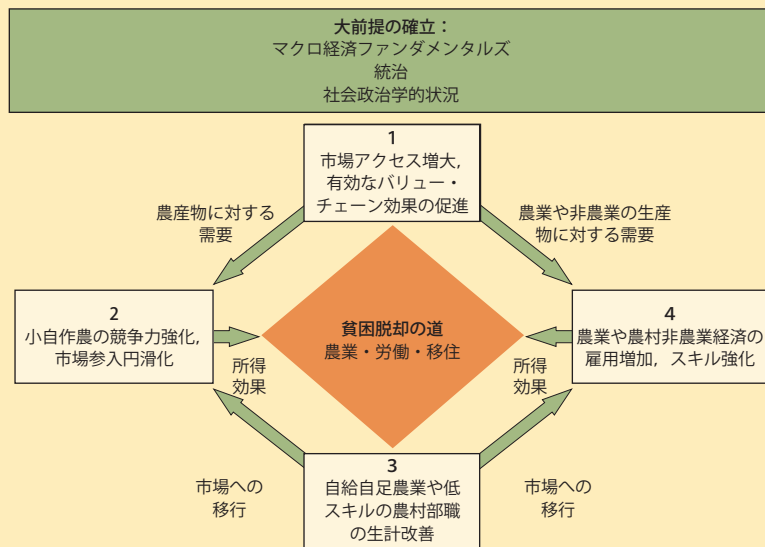 大前提の確立：
マクロ経済ファンダメンタルズ
統治
社会政治学的状況
1
市場アクセス増大，
有効なバリュー・
チェーン効果の促進
農産物に対する
需要
農業や非農業の生産
物に対する需要
2
小自作農の競争力強化，
市場参入円滑化
貧困脱却の道
農業・労働・移住
4
農業や農村非農業経済の
雇用増加，スキル強化
所得
効果
所得
効果
3
自給自足農業や低
スキルの農村部職
の生計改善
市場への
移行
市場への
移行